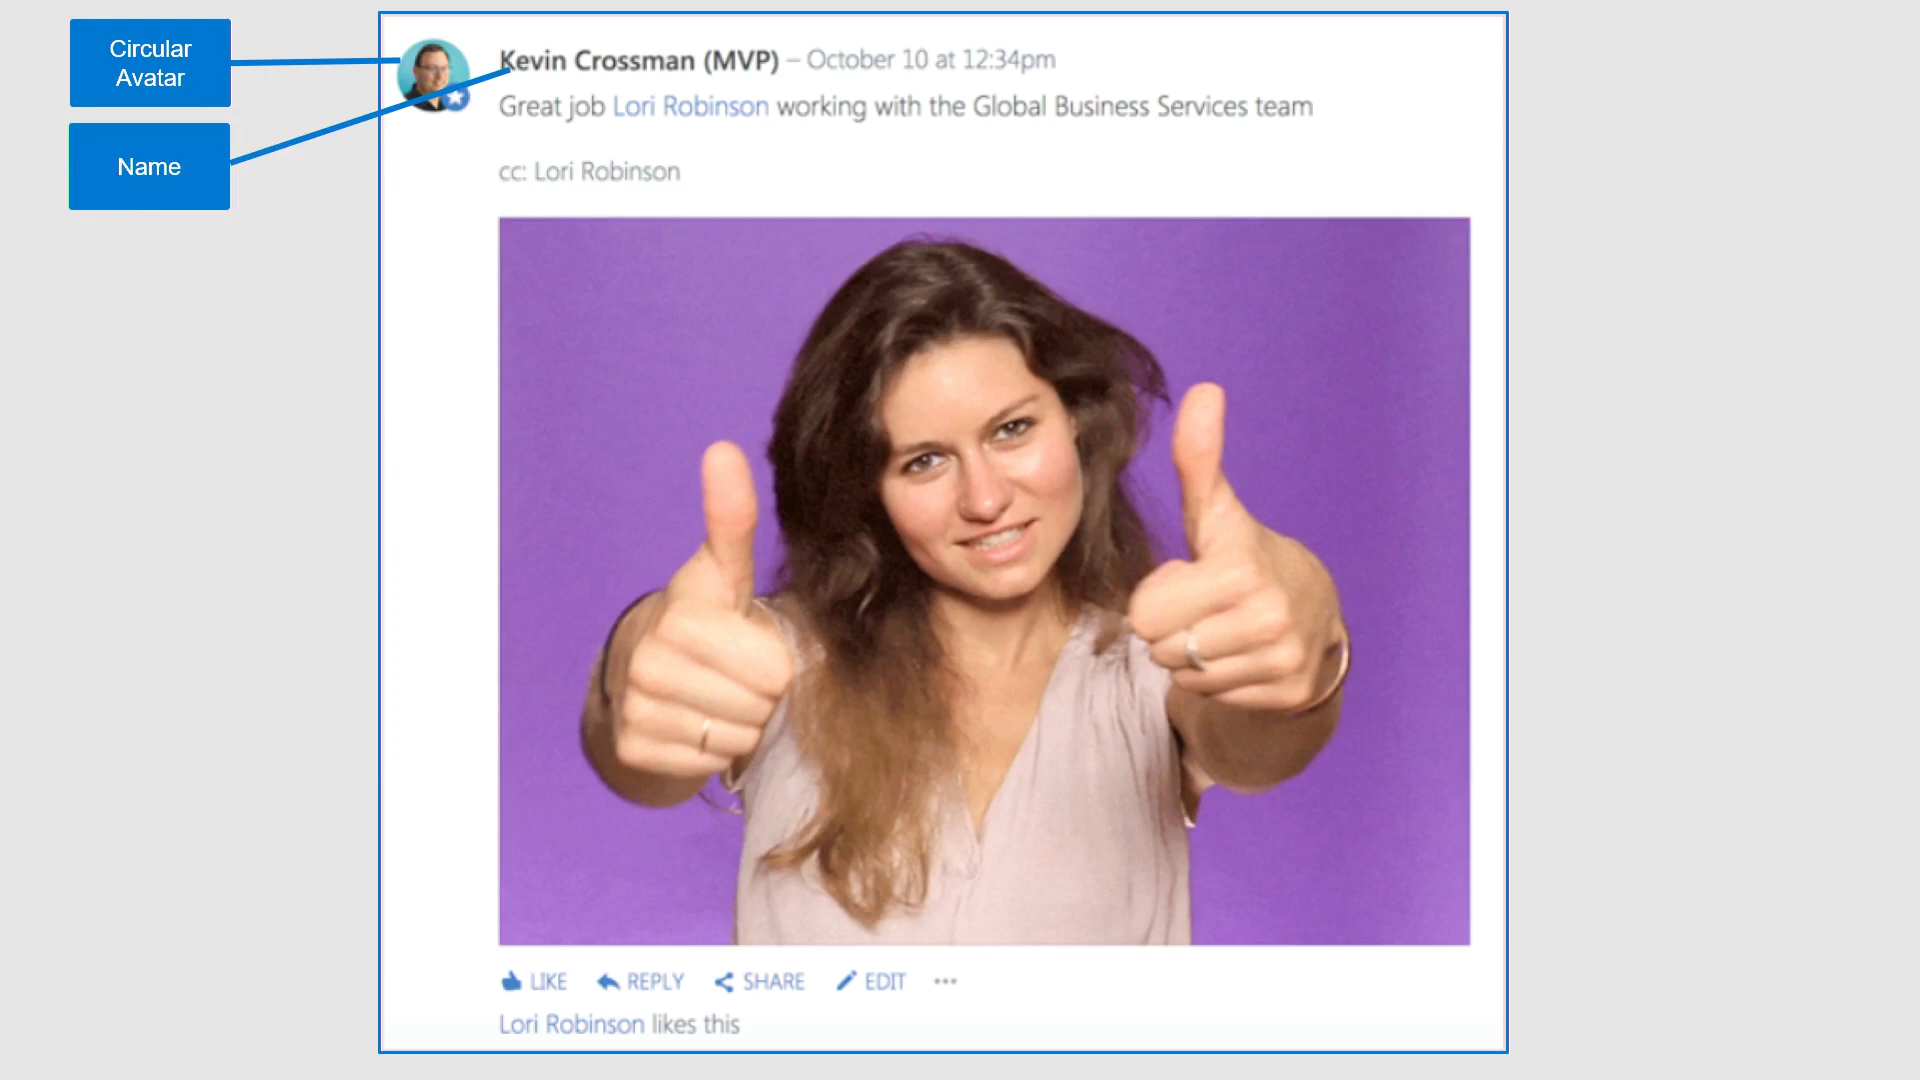 Circular
Avatar
Name
Kevin Crossman (MVP) – October 10 at 12:34pm
Great job Lori Robinson working with the Global Business Services team
cc: Lori Robinson
LIKE REPLY SHARE EDIT ···
Lori Robinson likes this